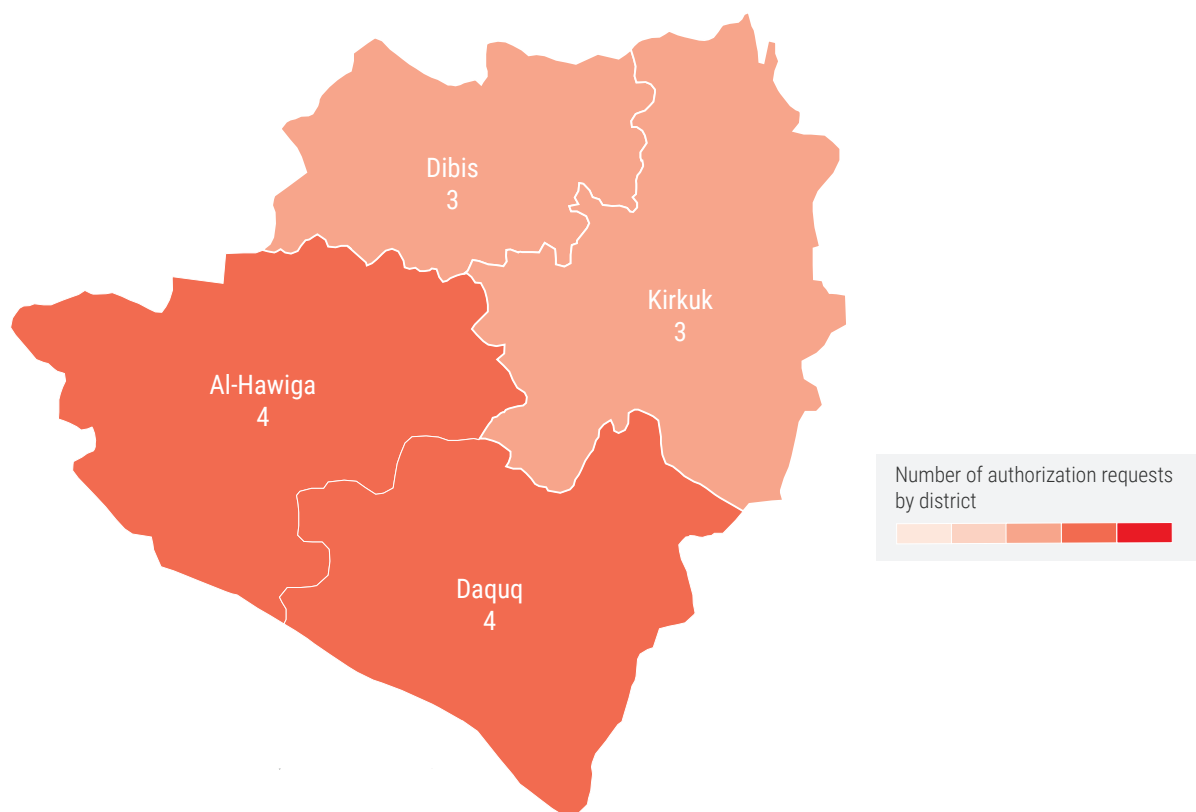 Dibis
3
Kirkuk
3
Al-Hawiga
4
Daquq
4
Number of authorization requests
by district